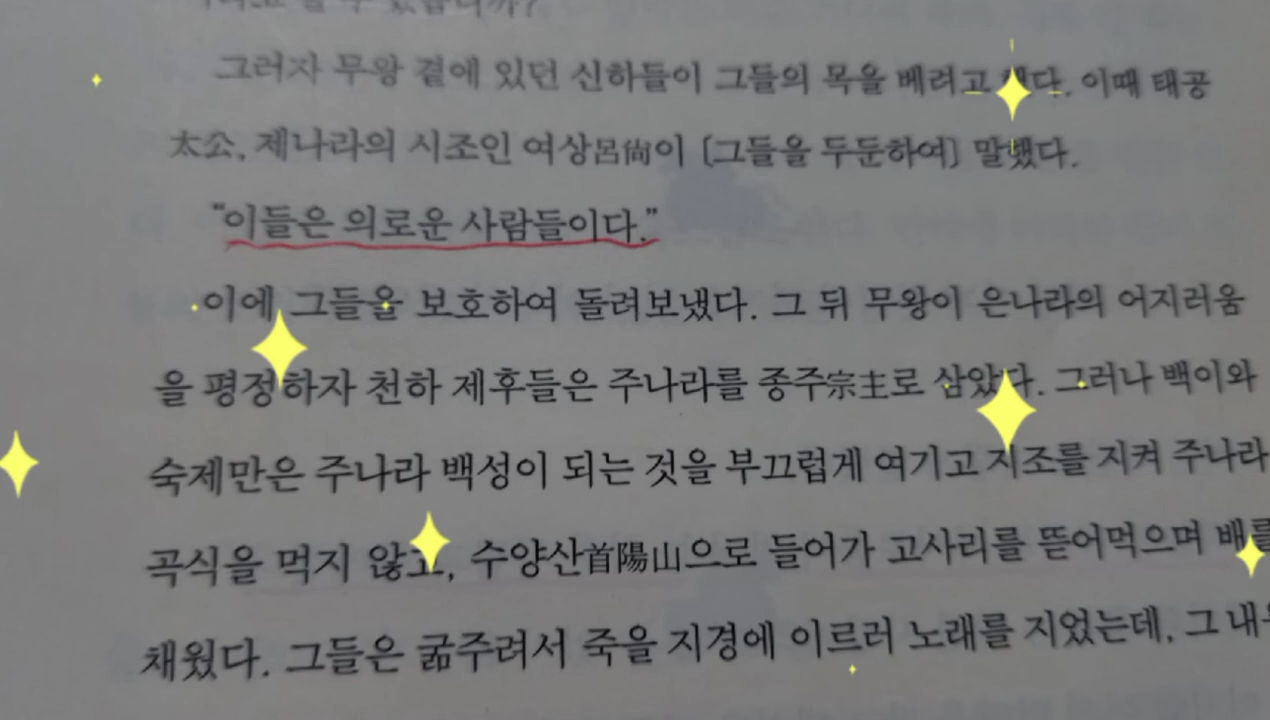 그러자 무왕 곁에 있던 신하들이 그들의 목을 베려고 했다. 이때 태공
太公, 제나라의 시조인 여상呂尙이 [그들을 두둔하여] 말했다.
"이들은 의로운 사람들이다."
이에 그들을 보호하여 돌려보냈다. 그 뒤 무왕이 은나라의 어지러움
을 평정하자 천하 제후들은 주나라를 종주宗主로 삼았다. 그러나 백이와
숙제만은 주나라 백성이 되는 것을 부끄럽게 여기고 지조를 지켜 주나라
곡식을 먹지 않고, 수양산首陽山으로 들어가 고사리를 뜯어먹으며 배를
채웠다. 그들은 굶주려서 죽을 지경에 이르러 노래를 지었는데, 그